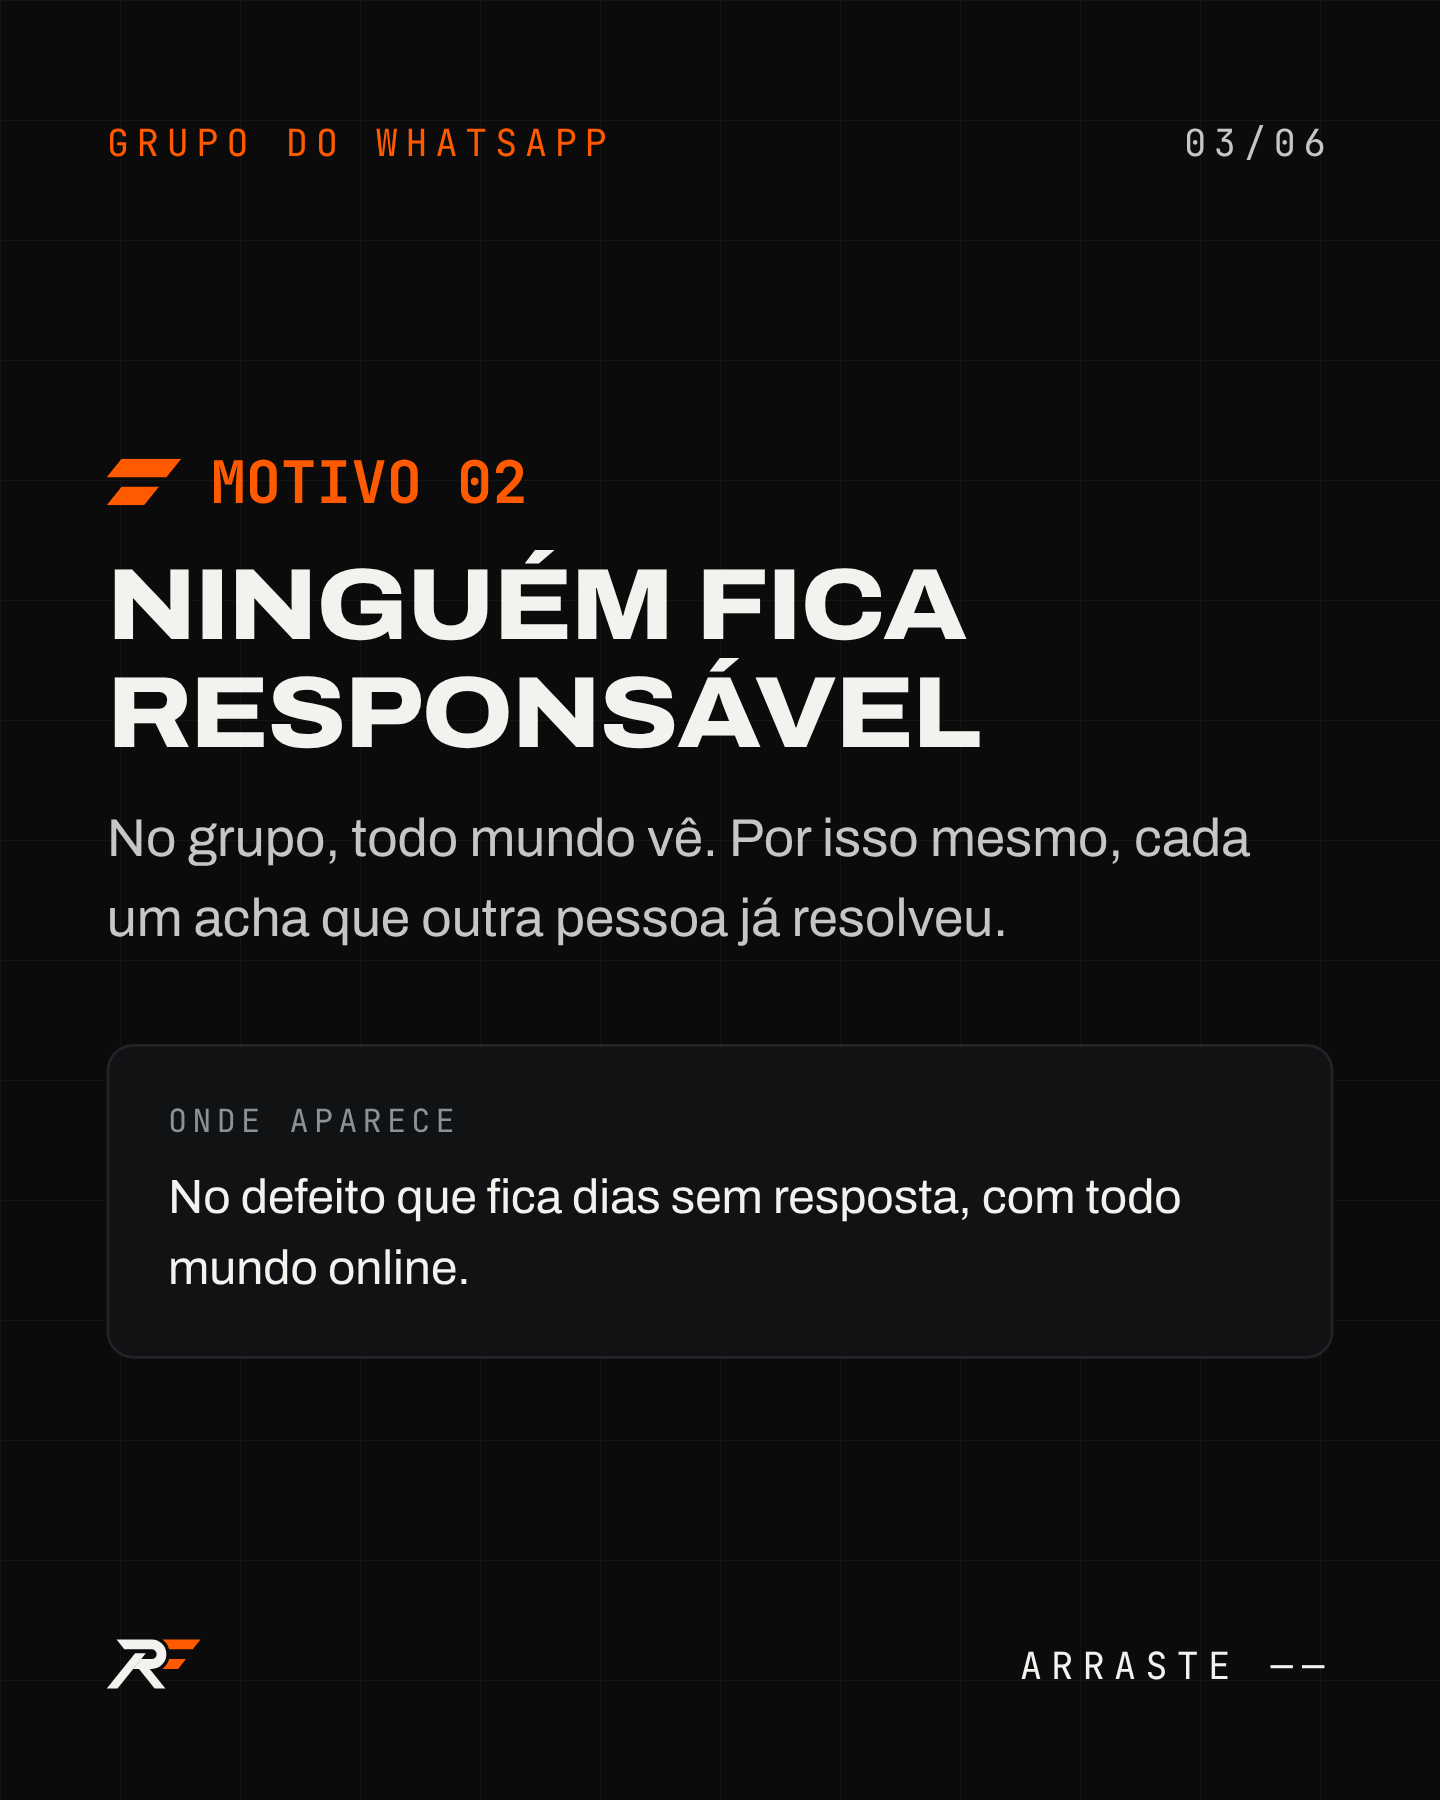 GRUPO DO WHATSAPP
03/06
MOTIVO 02
NINGUÉM FICA
RESPONSÁVEL
No grupo, todo mundo vê. Por isso mesmo, cada
um acha que outra pessoa já resolveu.
ONDE APARECE
No defeito que fica dias sem resposta, com todo
mundo online.
RF
ARRASTE ——